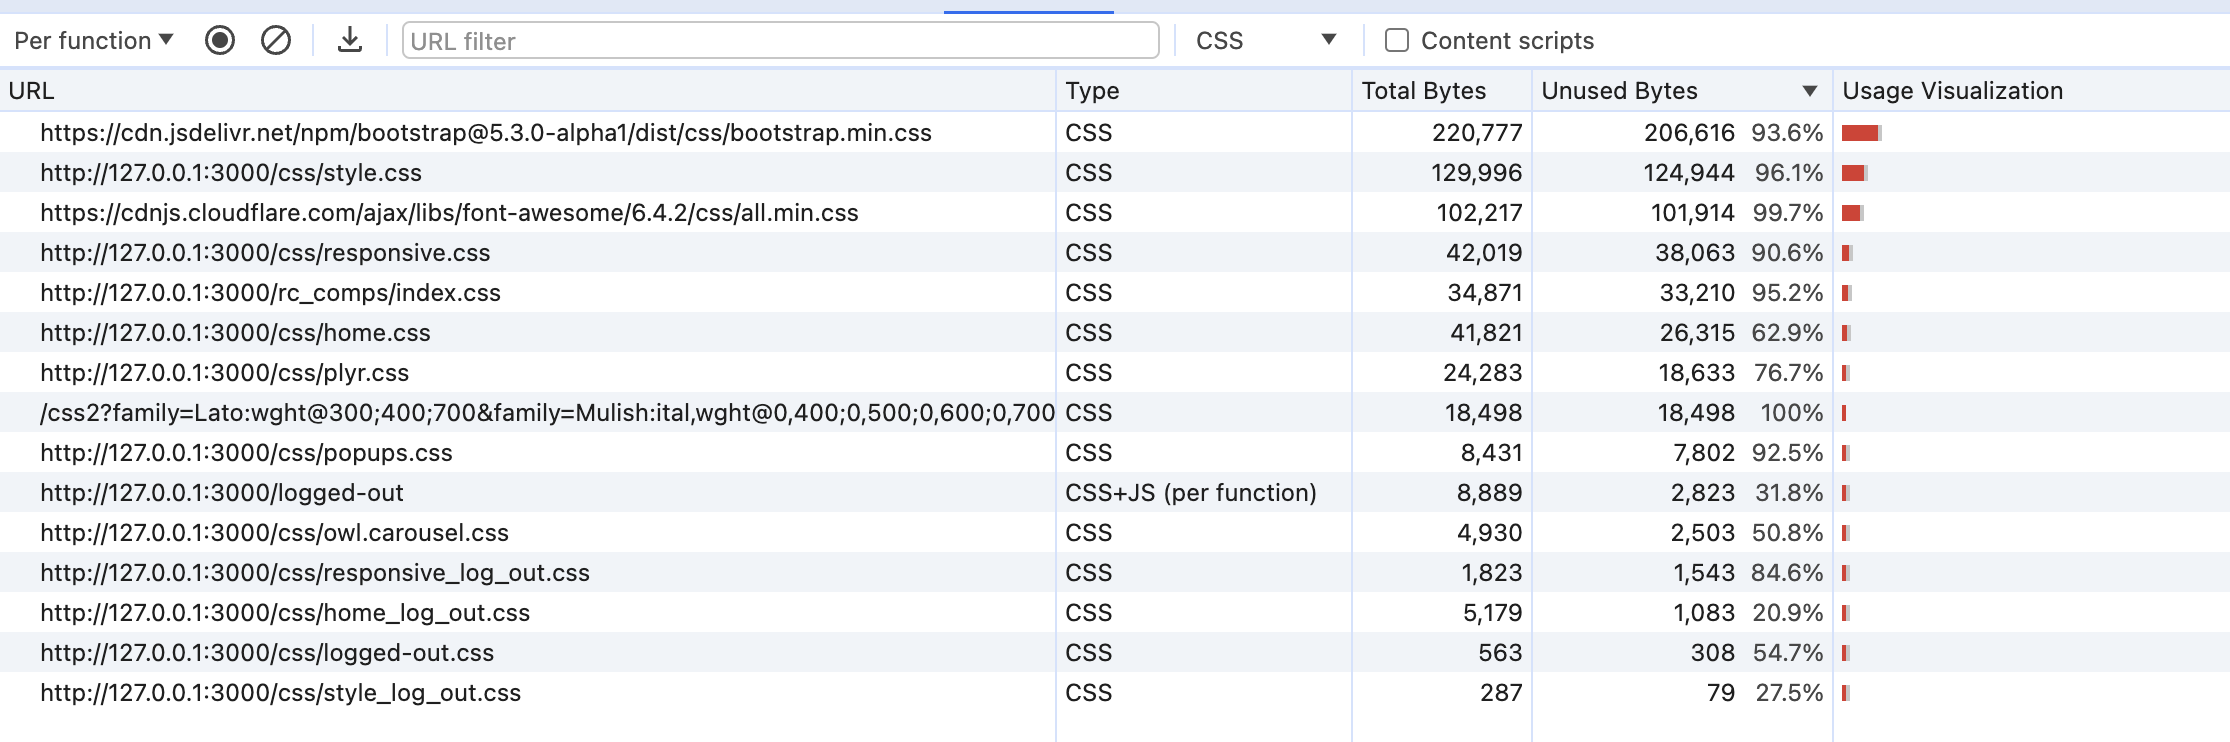 Per function URL filter CSS Content scripts
URL Type Total Bytes Unused Bytes Usage Visualization
https://cdn.jsdelivr.net/npm/bootstrap@5.3.0-alpha1/dist/css/bootstrap.min.css CSS 220,777 206,616 93.6%
http://127.0.0.1:3000/css/style.css CSS 129,996 124,944 96.1%
https://cdnjs.cloudflare.com/ajax/libs/font-awesome/6.4.2/css/all.min.css CSS 102,217 101,914 99.7%
http://127.0.0.1:3000/css/responsive.css CSS 42,019 38,063 90.6%
http://127.0.0.1:3000/rc_comps/index.css CSS 34,871 33,210 95.2%
http://127.0.0.1:3000/css/home.css CSS 41,821 26,315 62.9%
http://127.0.0.1:3000/css/plyr.css CSS 24,283 18,633 76.7%
/css2?family=Lato:wght@300;400;700&family=Mulish:ital,wght@0,400;0,500;0,600;0,700 CSS 18,498 18,498 100%
http://127.0.0.1:3000/css/popups.css CSS 8,431 7,802 92.5%
http://127.0.0.1:3000/logged-out CSS+JS (per function) 8,889 2,823 31.8%
http://127.0.0.1:3000/css/owl.carousel.css CSS 4,930 2,503 50.8%
http://127.0.0.1:3000/css/responsive_log_out.css CSS 1,823 1,543 84.6%
http://127.0.0.1:3000/css/home_log_out.css CSS 5,179 1,083 20.9%
http://127.0.0.1:3000/css/logged-out.css CSS 563 308 54.7%
http://127.0.0.1:3000/css/style_log_out.css CSS 287 79 27.5%